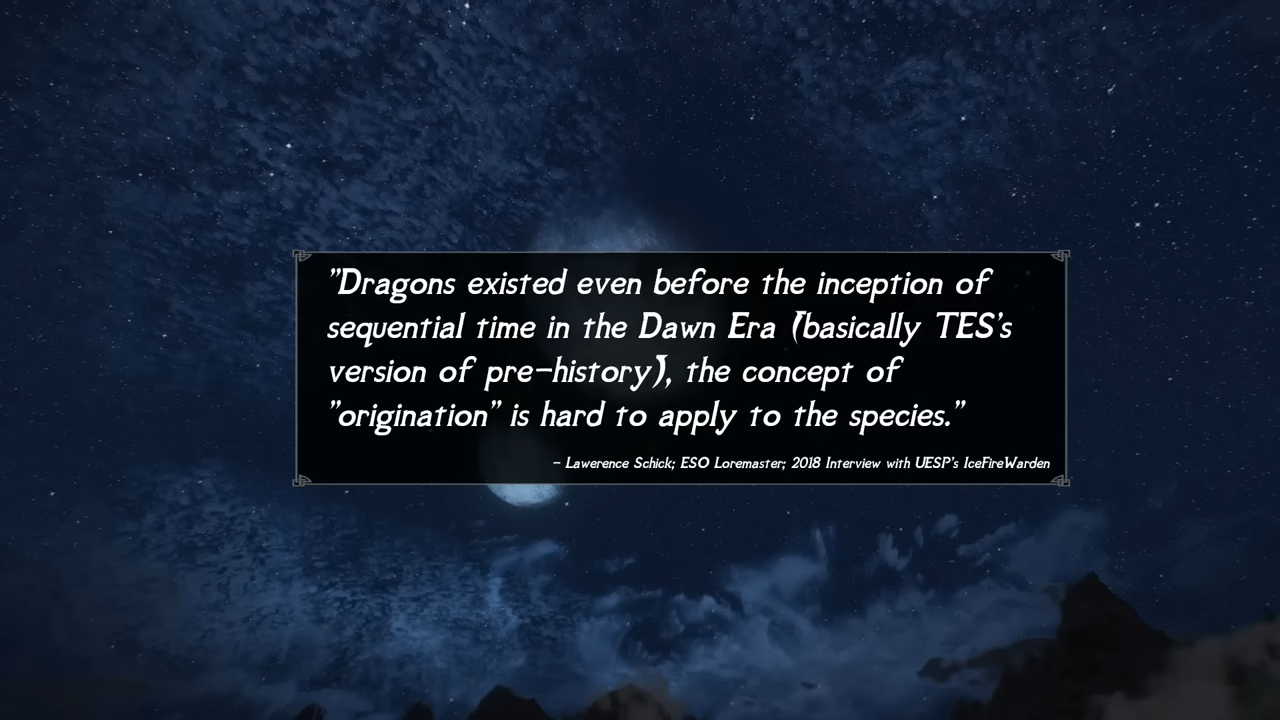 "Dragons existed even before the inception of
sequential time in the Dawn Era (basically TES's
version of pre-history), the concept of
"origination" is hard to apply to the species."
- Lawerence Schick; ESO Loremaster; 2018 Interview with UESP's IceFireWarden